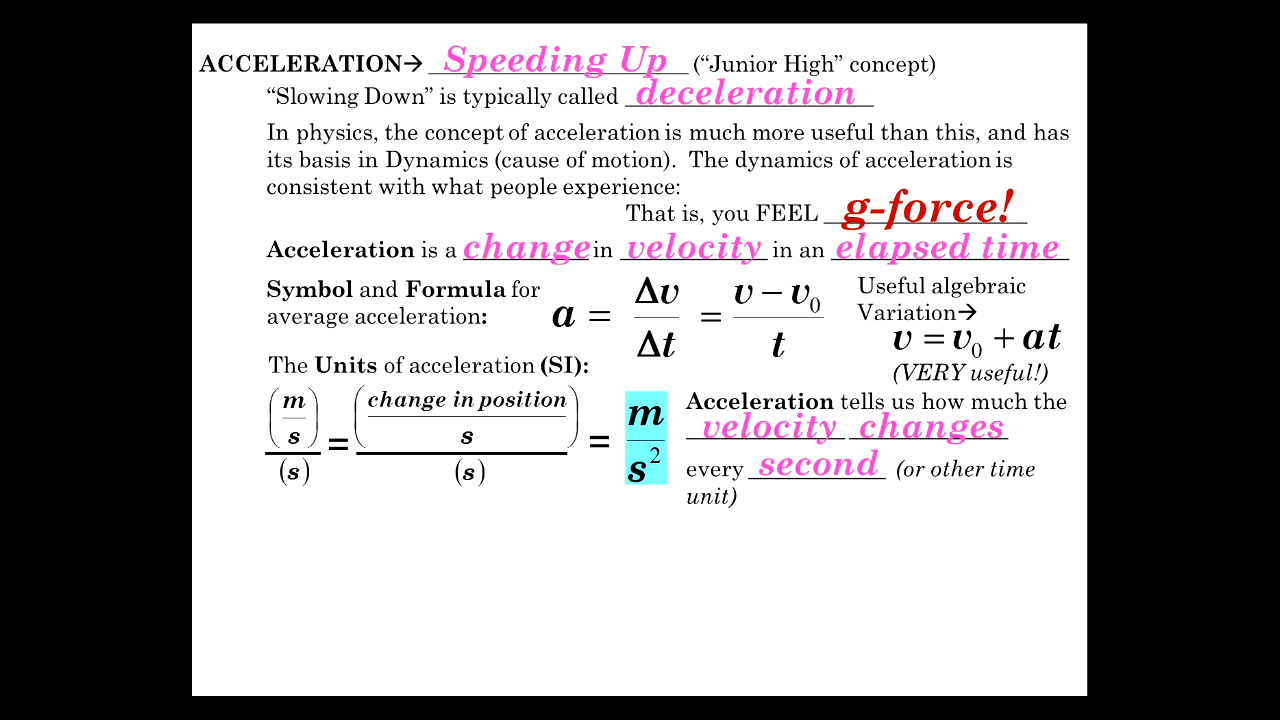 ACCELERATION→ Speeding Up (“Junior High” concept)
“Slowing Down” is typically called deceleration
In physics, the concept of acceleration is much more useful than this, and has
its basis in Dynamics (cause of motion). The dynamics of acceleration is
consistent with what people experience:
That is, you FEEL g-force!
Acceleration is a change in velocity in an elapsed time
Symbol and Formula for
average acceleration:
a = Δv/Δt = (v − v₀)/t
Useful algebraic
Variation→
v = v₀ + at
(VERY useful!)
The Units of acceleration (SI):
(m/s)/(s) = (change in position/s)/(s) = m/s²
Acceleration tells us how much the
velocity changes
every second (or other time
unit)